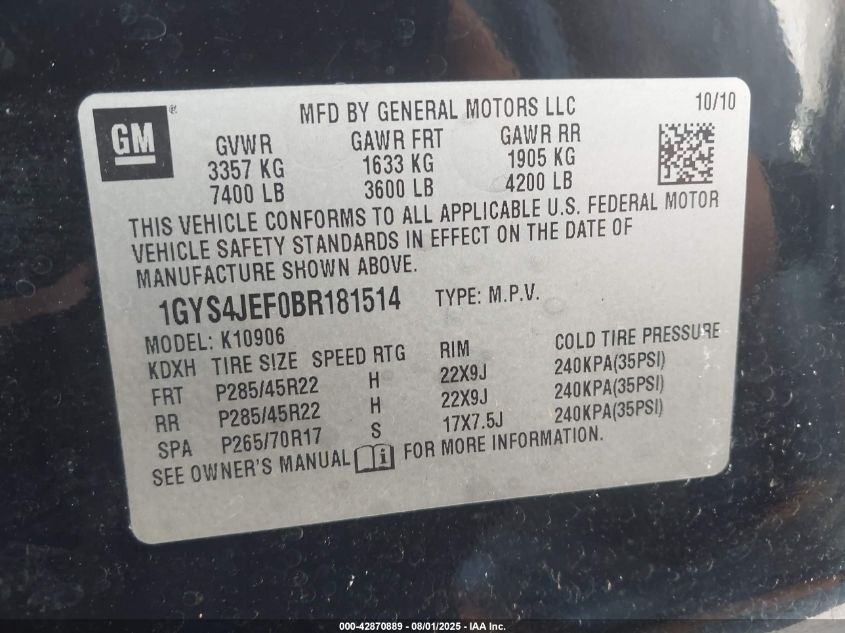 GM ® MFD BY GENERAL MOTORS LLC 10/10
GVWR GAWR FRT GAWR RR
3357 KG 1633 KG 1905 KG
7400 LB 3600 LB 4200 LB
THIS VEHICLE CONFORMS TO ALL APPLICABLE U.S. FEDERAL MOTOR
VEHICLE SAFETY STANDARDS IN EFFECT ON THE DATE OF
MANUFACTURE SHOWN ABOVE.
1GYS4JEF0BR181514 TYPE: M.P.V.
MODEL: K10906
KDXH TIRE SIZE SPEED RTG RIM COLD TIRE PRESSURE
FRT P285/45R22 H 22X9J 240KPA(35PSI)
RR P285/45R22 H 22X9J 240KPA(35PSI)
SPA P265/70R17 S 17X7.5J 240KPA(35PSI)
SEE OWNER'S MANUAL i FOR MORE INFORMATION.
000-42870889 - 08/01/2025 - IAA Inc.